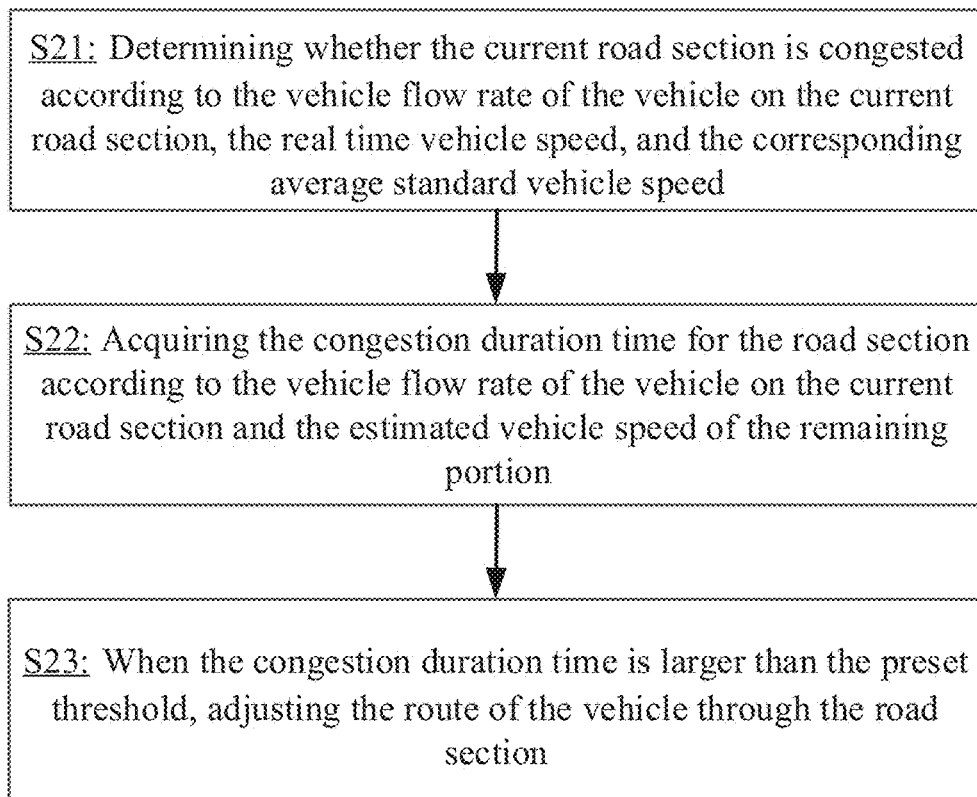 S21: Determining whether the current road section is congested
according to the vehicle flow rate of the vehicle on the current
road section, the real time vehicle speed, and the corresponding
average standard vehicle speed
S22: Acquiring the congestion duration time for the road section
according to the vehicle flow rate of the vehicle on the current
road section and the estimated vehicle speed of the remaining
portion
S23: When the congestion duration time is larger than the preset
threshold, adjusting the route of the vehicle through the road
section